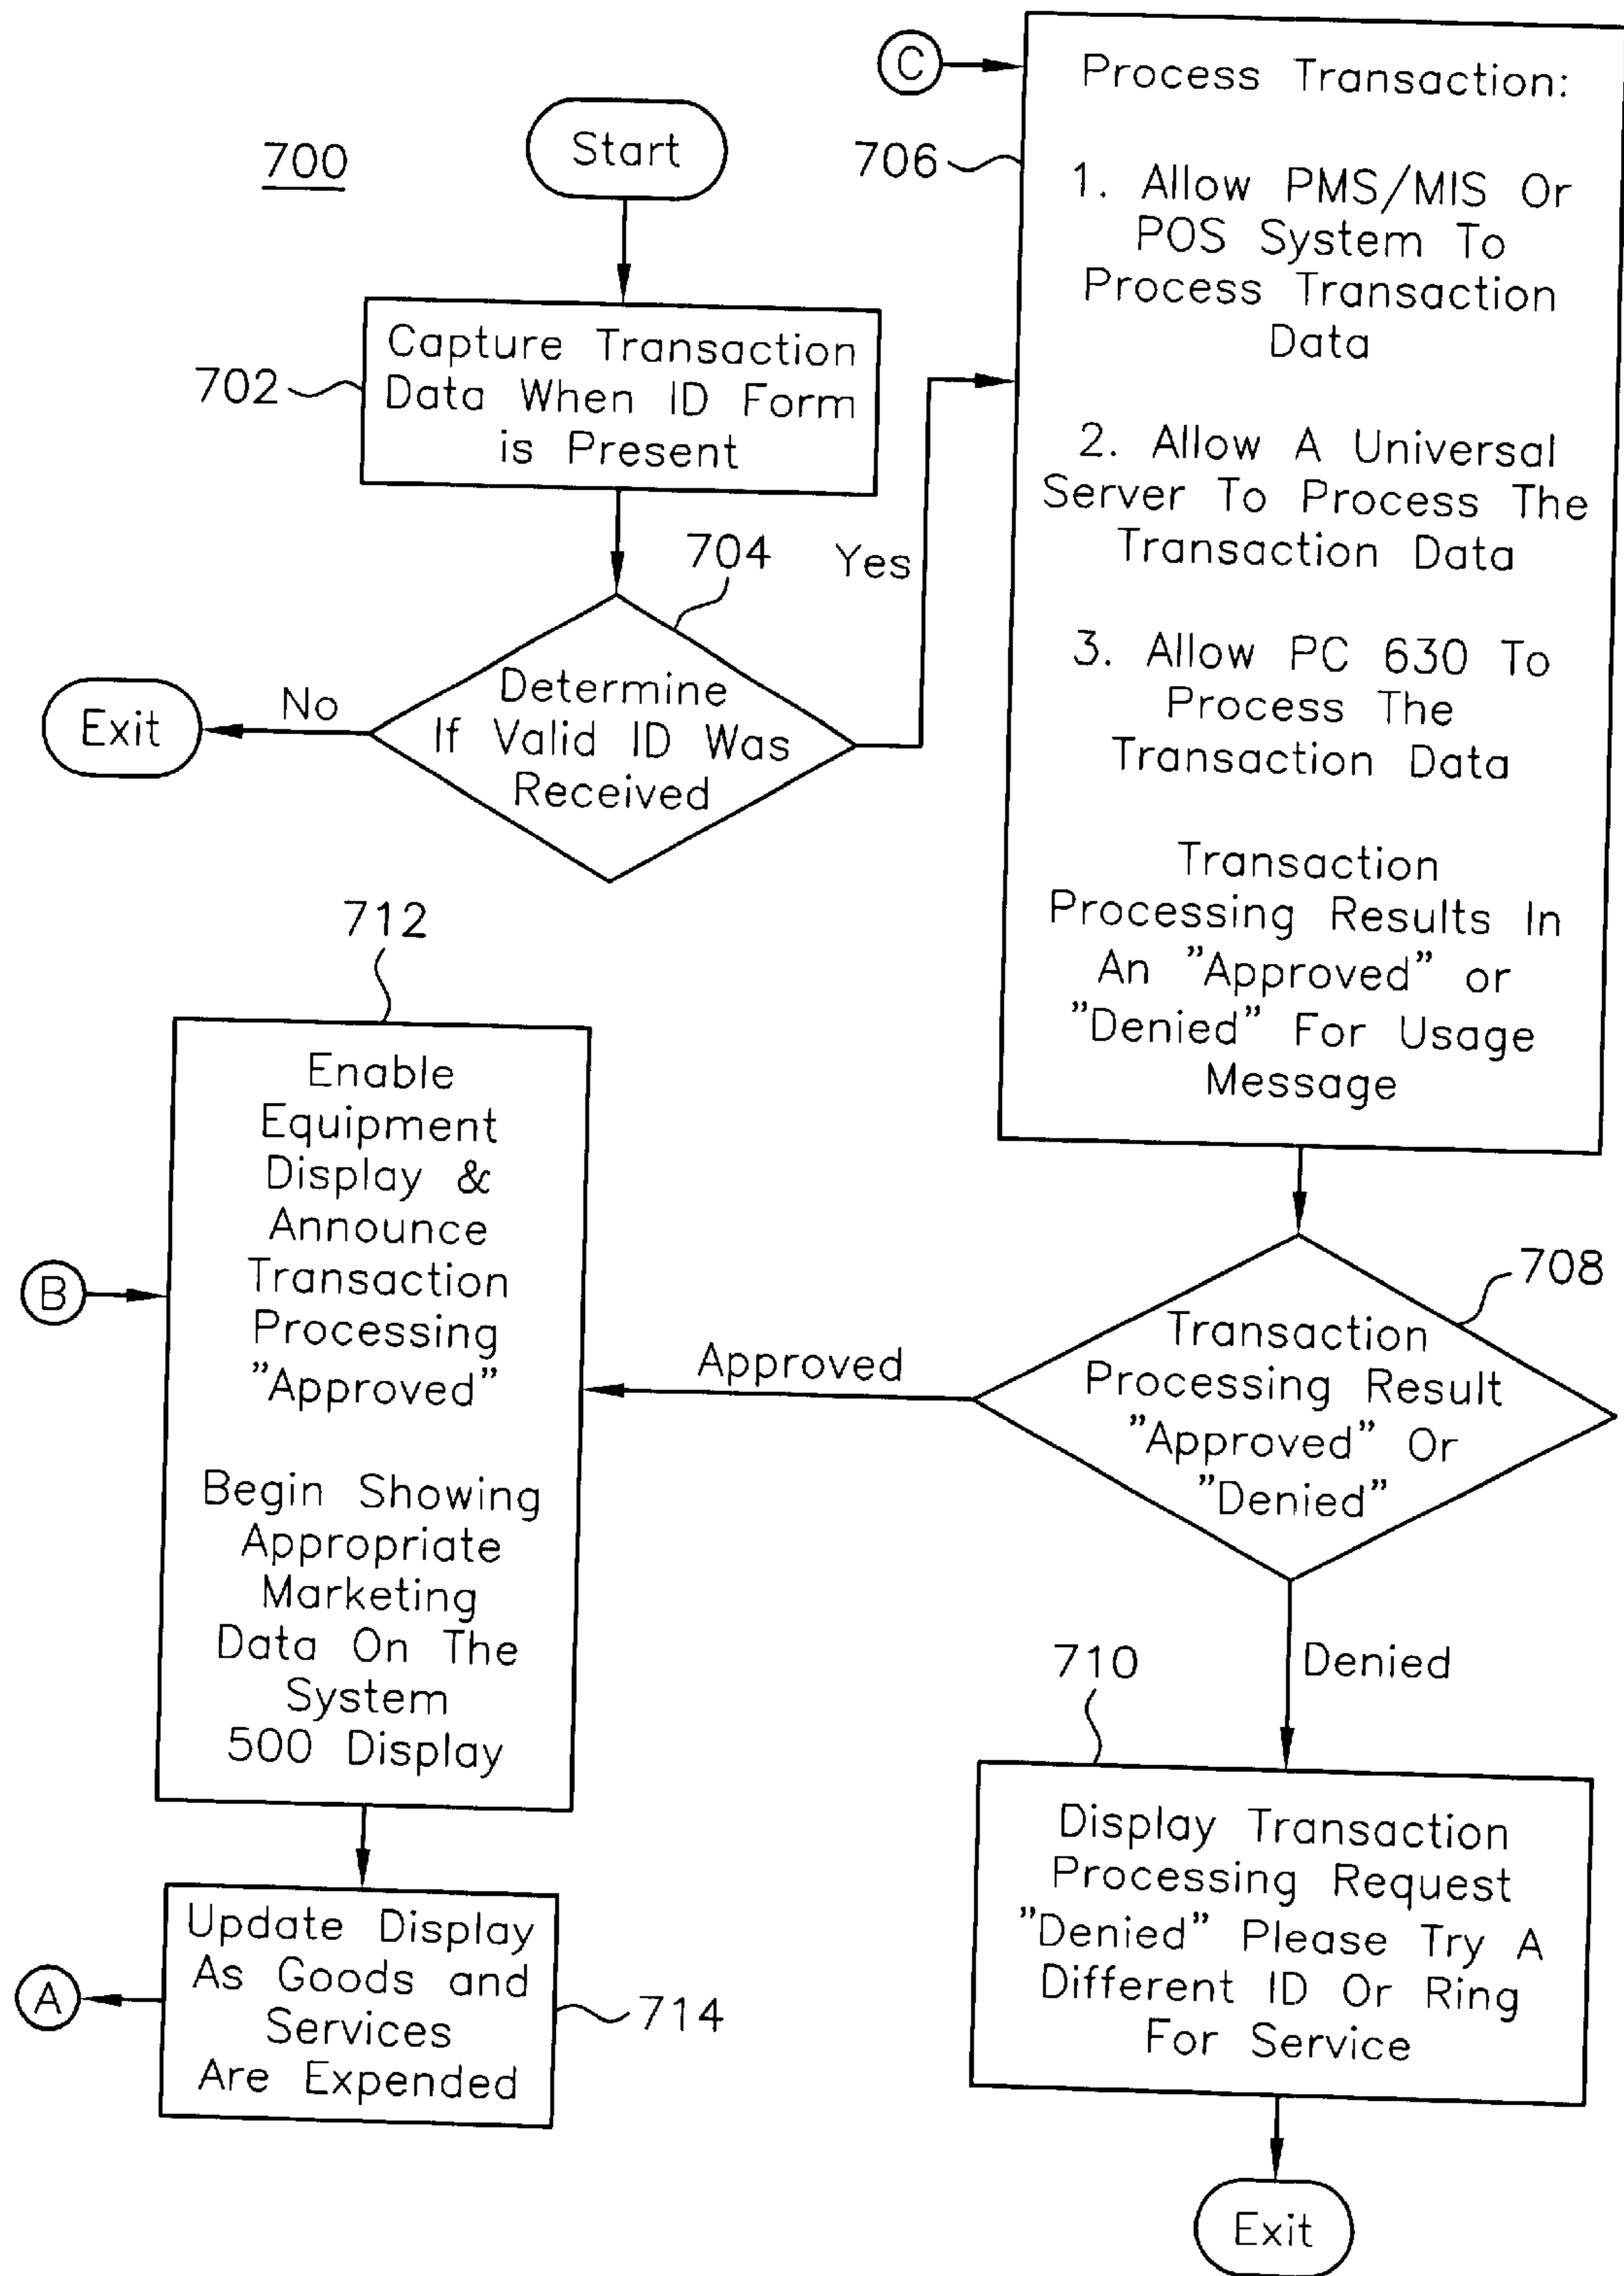 700
Start
702
Capture Transaction
Data When ID Form
is Present
704
Determine
If Valid ID Was
Received
No
Exit
Yes
C
706
Process Transaction:
1. Allow PMS/MIS Or
POS System To
Process Transaction
Data
2. Allow A Universal
Server To Process The
Transaction Data
3. Allow PC 630 To
Process The
Transaction Data
Transaction
Processing Results In
An "Approved" or
"Denied" For Usage
Message
708
Transaction
Processing Result
"Approved" Or
"Denied"
Approved
Denied
710
Display Transaction
Processing Request
"Denied" Please Try A
Different ID Or Ring
For Service
Exit
712
B
Enable
Equipment
Display &
Announce
Transaction
Processing
"Approved"
Begin Showing
Appropriate
Marketing
Data On The
System
500 Display
714
Update Display
As Goods and
Services
Are Expended
A